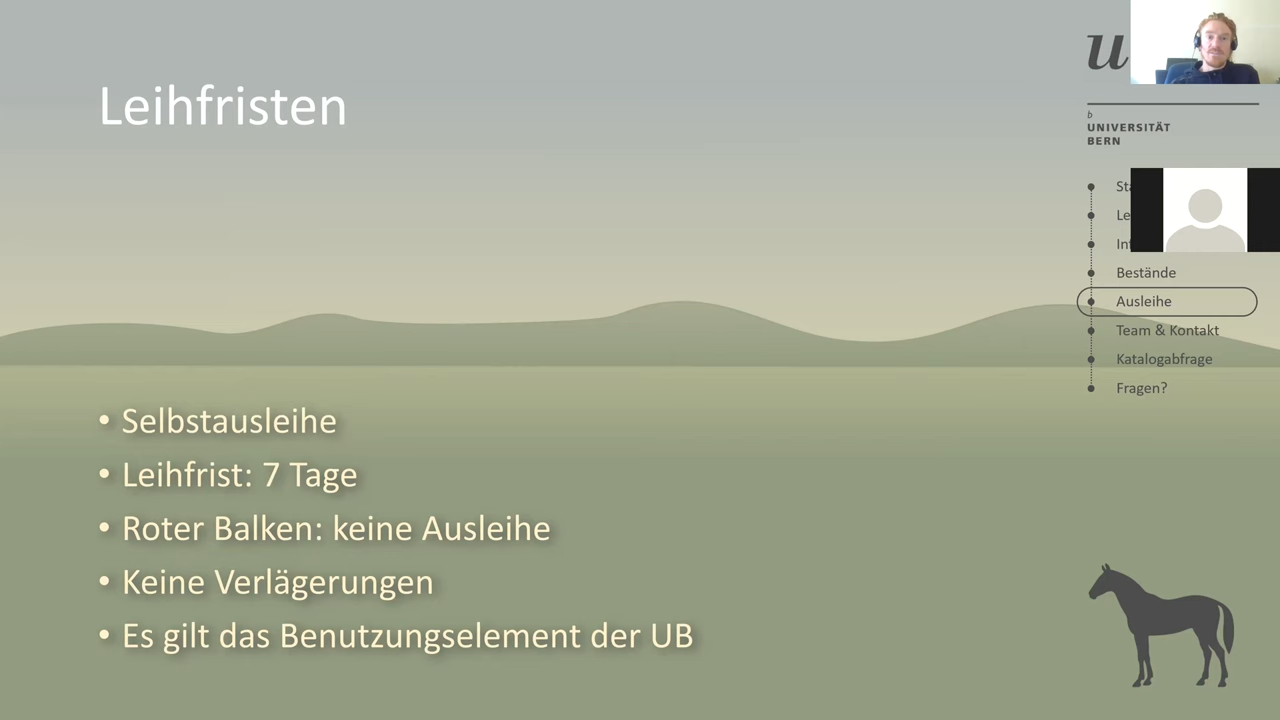 Leihfristen
u
b
UNIVERSITÄT
BERN
Bestände
Ausleihe
Team & Kontakt
Katalogabfrage
Fragen?
• Selbstausleihe
• Leihfrist: 7 Tage
• Roter Balken: keine Ausleihe
• Keine Verlägerungen
• Es gilt das Benutzungselement der UB